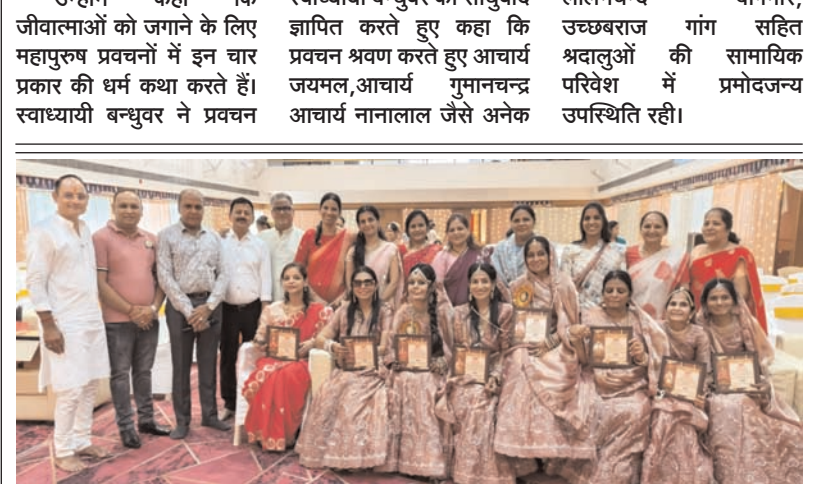 जीवात्माओं को जगाने के लिए
महापुरुष प्रवचनों में इन चार
प्रकार की धर्म कथा करते हैं।
स्वाध्यायी बन्धुवर ने प्रवचन
ज्ञापित करते हुए कहा कि
प्रवचन श्रवण करते हुए आचार्य
जयमल,आचार्य गुमानचन्द्र
आचार्य नानालाल जैसे अनेक
उच्छबराज गांग सहित
श्रदालुओं की सामायिक
परिवेश में प्रमोदजन्य
उपस्थिति रही।